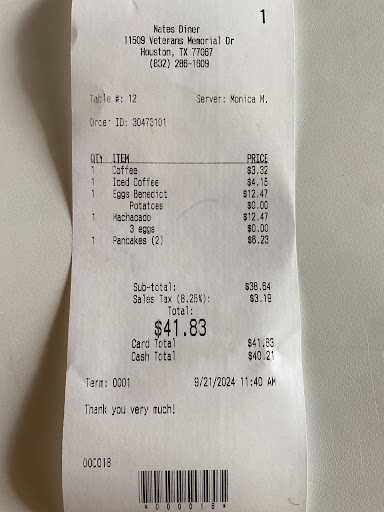 1
Nates Diner
11509 Veterans Memorial Dr
Houston, TX 77067
(832) 286-1609
Table #: 12 Server: Monica M.
Order ID: 30473101
QTY ITEM PRICE
1 Coffee $3.32
1 Iced Coffee $4.15
1 Eggs Benedict $12.47
Potatoes $0.00
1 Machacado $12.47
3 eggs $0.00
1 Pancakes (2) $6.23
Sub-total: $38.64
Sales Tax (8.25%): $3.19
Total:
$41.83
Card Total $41.83
Cash Total $40.21
Term: 0001 9/21/2024 11:40 AM
Thank you very much!
000018
*000018*